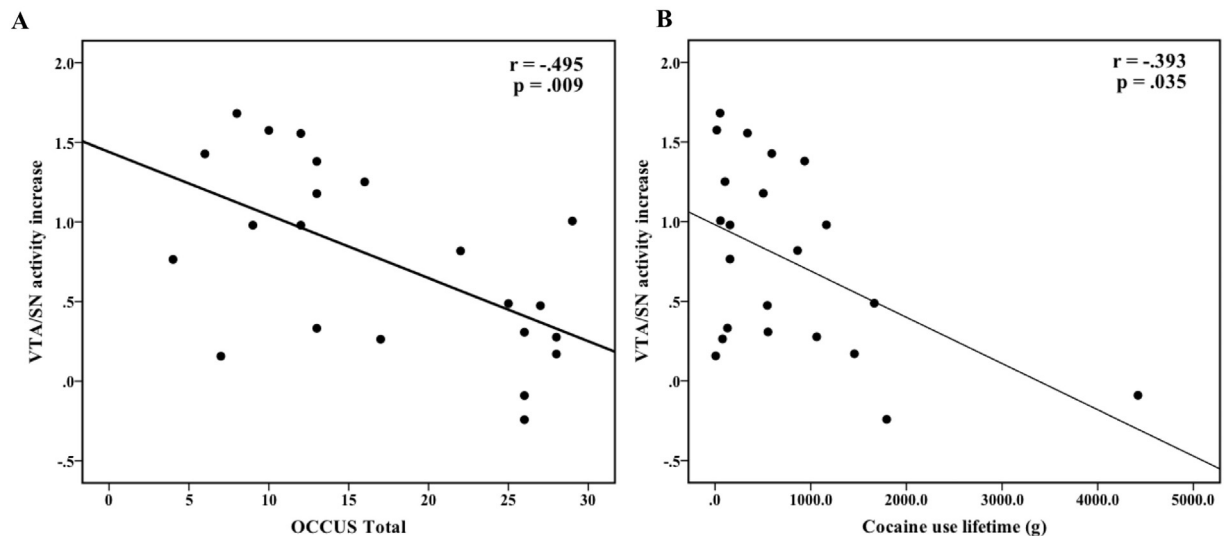 A
r = -.495
p = .009
VTA/SN activity increase
2.0
1.5
1.0
.5
.0
-.5
0 5 10 15 20 25 30
OCCUS Total
B
r = -.393
p = .035
VTA/SN activity increase
2.0
1.5
1.0
.5
.0
-.5
.0 1000.0 2000.0 3000.0 4000.0 5000.0
Cocaine use lifetime (g)